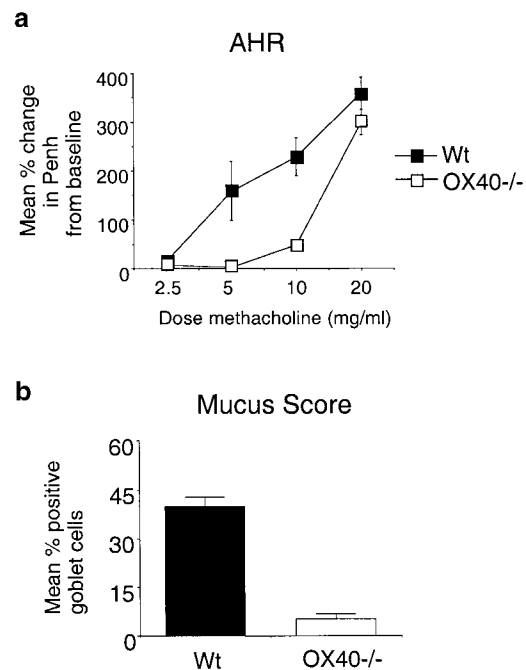 a
AHR
Mean % change
in Penh
from baseline
400
300
200
100
0
2.5 5 10 20
Dose methacholine (mg/ml)
Wt
OX40-/-
b
Mucus Score
Mean % positive
goblet cells
60
45
30
15
0
Wt OX40-/-